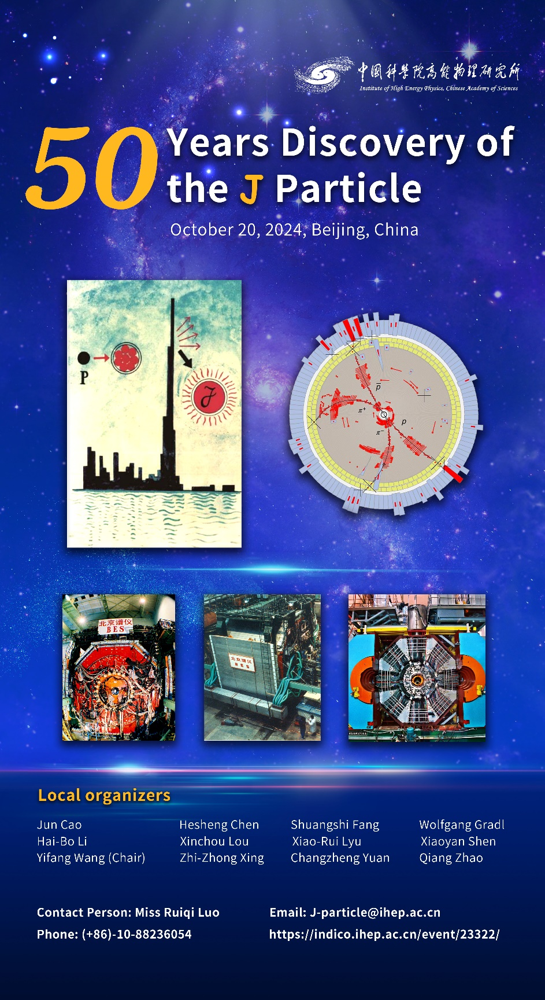 中国科学院高能物理研究所
Institute of High Energy Physics, Chinese Academy of Sciences
50 Years Discovery of
the J Particle
October 20, 2024, Beijing, China
P
J
p̄
π⁺
p
π⁻
北京谱仪
BES
北京谱仪
BES
Local organizers
Jun Cao Hesheng Chen Shuangshi Fang Wolfgang Gradl
Hai-Bo Li Xinchou Lou Xiao-Rui Lyu Xiaoyan Shen
Yifang Wang (Chair) Zhi-Zhong Xing Changzheng Yuan Qiang Zhao
Contact Person: Miss Ruiqi Luo Email: J-particle@ihep.ac.cn
Phone: (+86)-10-88236054 https://indico.ihep.ac.cn/event/23322/